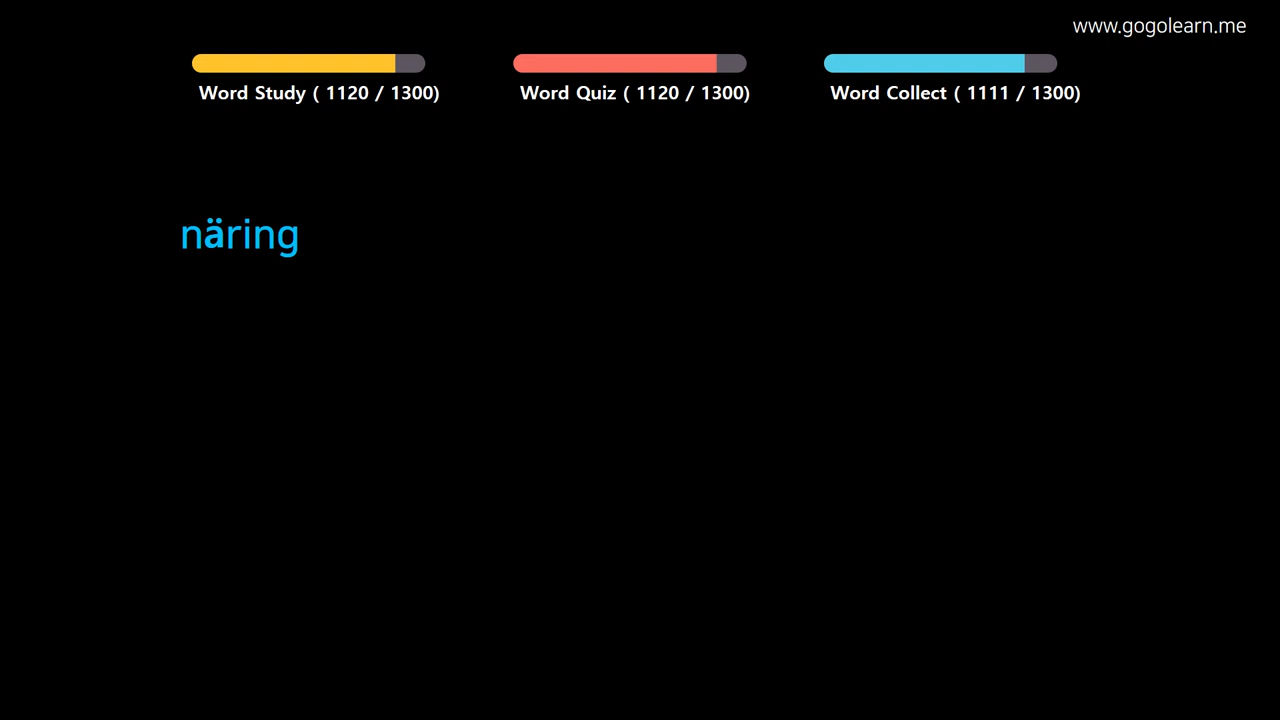 www.gogolearn.me
Word Study ( 1120 / 1300)
Word Quiz ( 1120 / 1300)
Word Collect ( 1111 / 1300)
näring